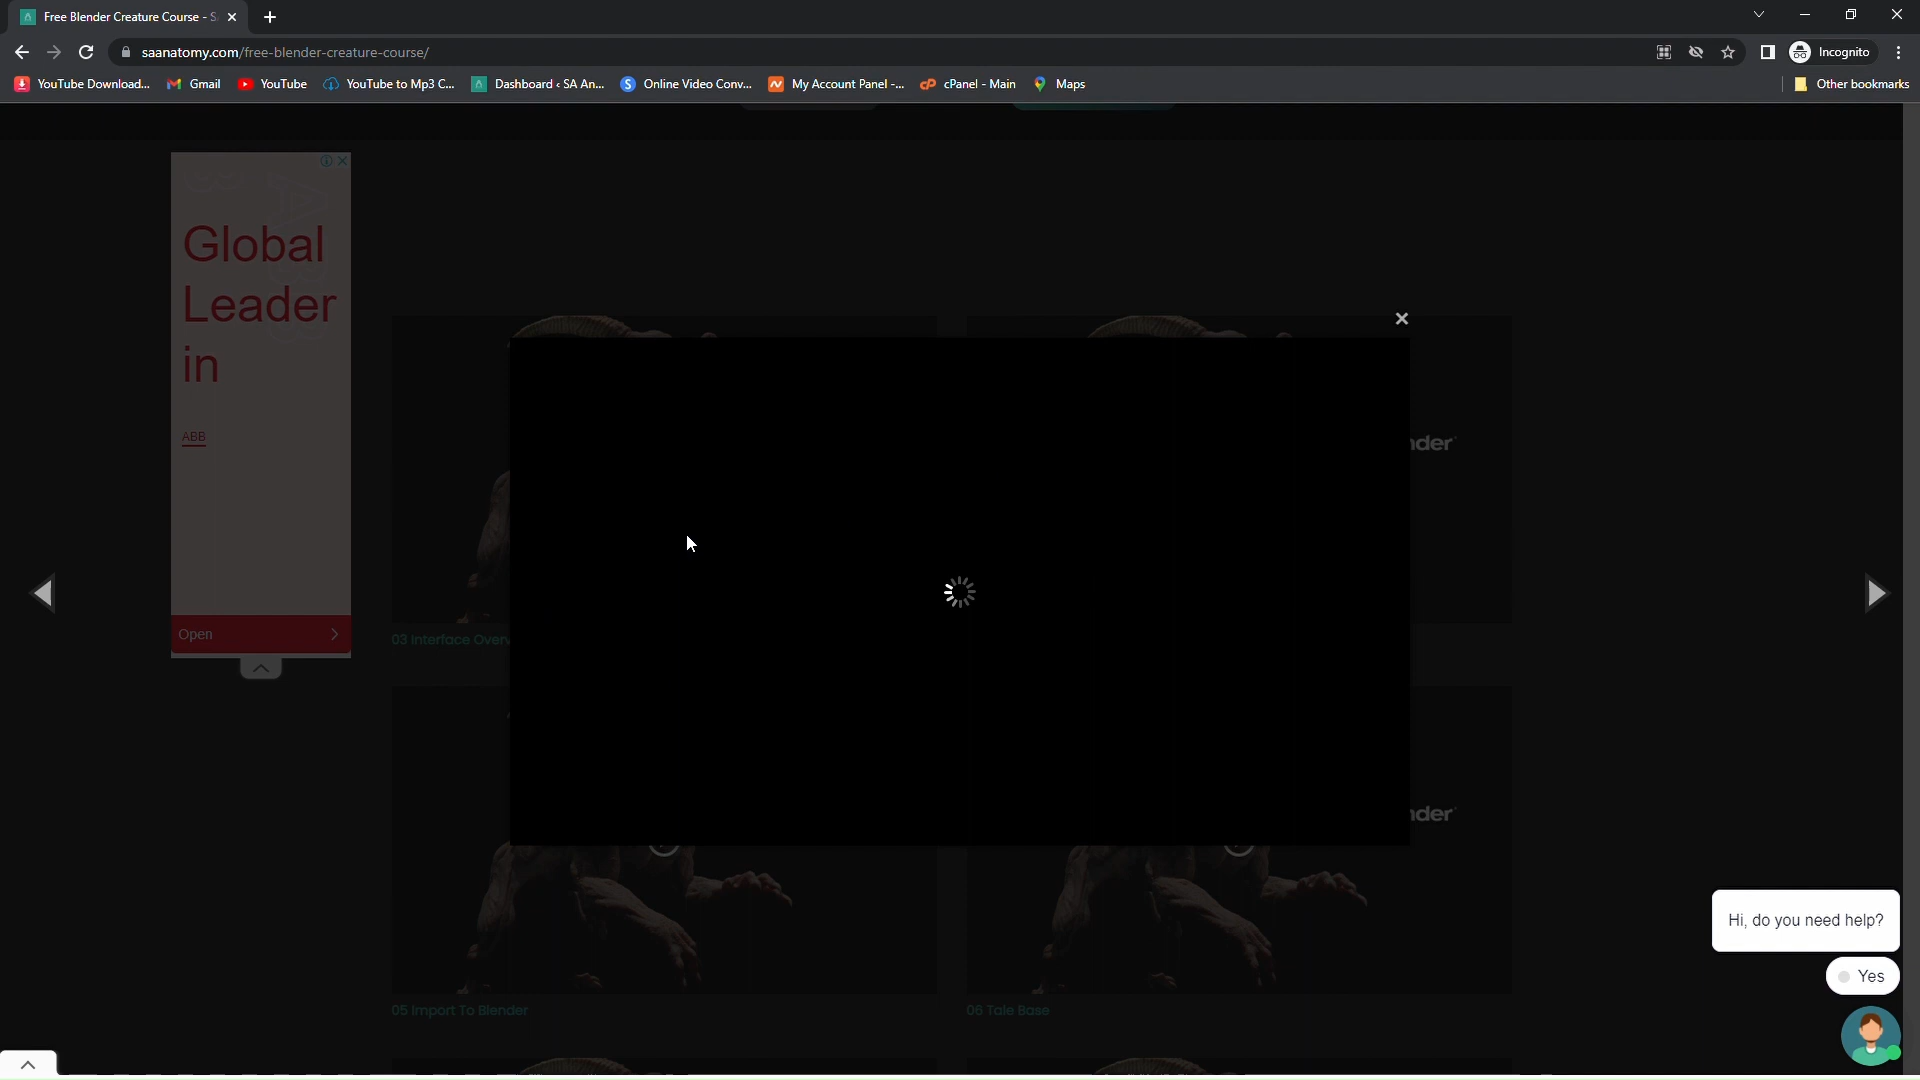 Free Blender Creature Course - S
saanatomy.com/free-blender-creature-course/
Incognito
YouTube Download...
Gmail
YouTube
YouTube to Mp3 C...
Dashboard ‹ SA An...
Online Video Conv...
My Account Panel -...
cPanel - Main
Maps
Other bookmarks
Global
Leader
in
ABB
Open
nder
03 Interface Overv
nder
05 Import To Blender
06 Tale Base
Hi, do you need help?
Yes